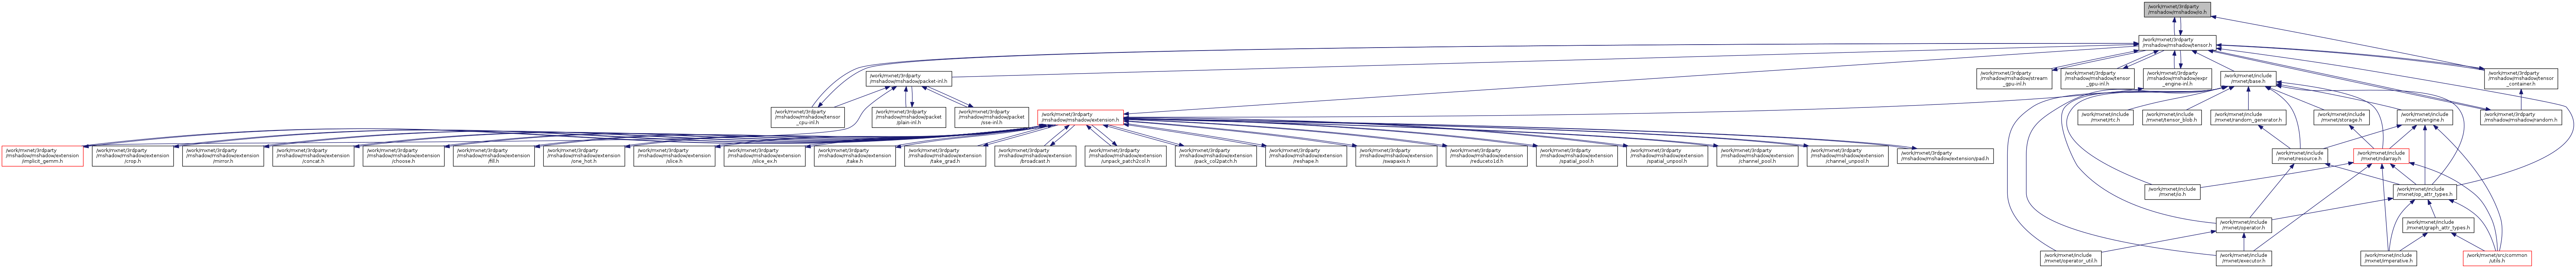 /work/mxnet/3rdparty
/mshadow/mshadow/io.h
/work/mxnet/3rdparty
/mshadow/mshadow/tensor.h
/work/mxnet/3rdparty
/mshadow/mshadow/packet-inl.h
/work/mxnet/3rdparty
/mshadow/mshadow/stream
_gpu-inl.h
/work/mxnet/3rdparty
/mshadow/mshadow/tensor
_gpu-inl.h
/work/mxnet/3rdparty
/mshadow/mshadow/expr
_engine-inl.h
/work/mxnet/include
/mxnet/base.h
/work/mxnet/3rdparty
/mshadow/mshadow/tensor
_container.h
/work/mxnet/3rdparty
/mshadow/mshadow/tensor
_cpu-inl.h
/work/mxnet/3rdparty
/mshadow/mshadow/packet
/plain-inl.h
/work/mxnet/3rdparty
/mshadow/mshadow/packet
/sse-inl.h
/work/mxnet/3rdparty
/mshadow/mshadow/extension.h
/work/mxnet/include
/mxnet/rtc.h
/work/mxnet/include
/mxnet/tensor_blob.h
/work/mxnet/include
/mxnet/random_generator.h
/work/mxnet/include
/mxnet/storage.h
/work/mxnet/include
/mxnet/engine.h
/work/mxnet/3rdparty
/mshadow/mshadow/random.h
/work/mxnet/3rdparty
/mshadow/mshadow/extension
/implicit_gemm.h
/work/mxnet/3rdparty
/mshadow/mshadow/extension
/crop.h
/work/mxnet/3rdparty
/mshadow/mshadow/extension
/mirror.h
/work/mxnet/3rdparty
/mshadow/mshadow/extension
/concat.h
/work/mxnet/3rdparty
/mshadow/mshadow/extension
/choose.h
/work/mxnet/3rdparty
/mshadow/mshadow/extension
/fill.h
/work/mxnet/3rdparty
/mshadow/mshadow/extension
/one_hot.h
/work/mxnet/3rdparty
/mshadow/mshadow/extension
/slice.h
/work/mxnet/3rdparty
/mshadow/mshadow/extension
/slice_ex.h
/work/mxnet/3rdparty
/mshadow/mshadow/extension
/take.h
/work/mxnet/3rdparty
/mshadow/mshadow/extension
/take_grad.h
/work/mxnet/3rdparty
/mshadow/mshadow/extension
/broadcast.h
/work/mxnet/3rdparty
/mshadow/mshadow/extension
/unpack_patch2col.h
/work/mxnet/3rdparty
/mshadow/mshadow/extension
/pack_col2patch.h
/work/mxnet/3rdparty
/mshadow/mshadow/extension
/reshape.h
/work/mxnet/3rdparty
/mshadow/mshadow/extension
/swapaxis.h
/work/mxnet/3rdparty
/mshadow/mshadow/extension
/reduceto1d.h
/work/mxnet/3rdparty
/mshadow/mshadow/extension
/spatial_pool.h
/work/mxnet/3rdparty
/mshadow/mshadow/extension
/spatial_unpool.h
/work/mxnet/3rdparty
/mshadow/mshadow/extension
/channel_pool.h
/work/mxnet/3rdparty
/mshadow/mshadow/extension
/channel_unpool.h
/work/mxnet/3rdparty
/mshadow/mshadow/extension/pad.h
/work/mxnet/include
/mxnet/resource.h
/work/mxnet/include
/mxnet/ndarray.h
/work/mxnet/include
/mxnet/io.h
/work/mxnet/include
/mxnet/op_attr_types.h
/work/mxnet/include
/mxnet/operator.h
/work/mxnet/include
/mxnet/graph_attr_types.h
/work/mxnet/include
/mxnet/operator_util.h
/work/mxnet/include
/mxnet/executor.h
/work/mxnet/include
/mxnet/imperative.h
/work/mxnet/src/common
/utils.h